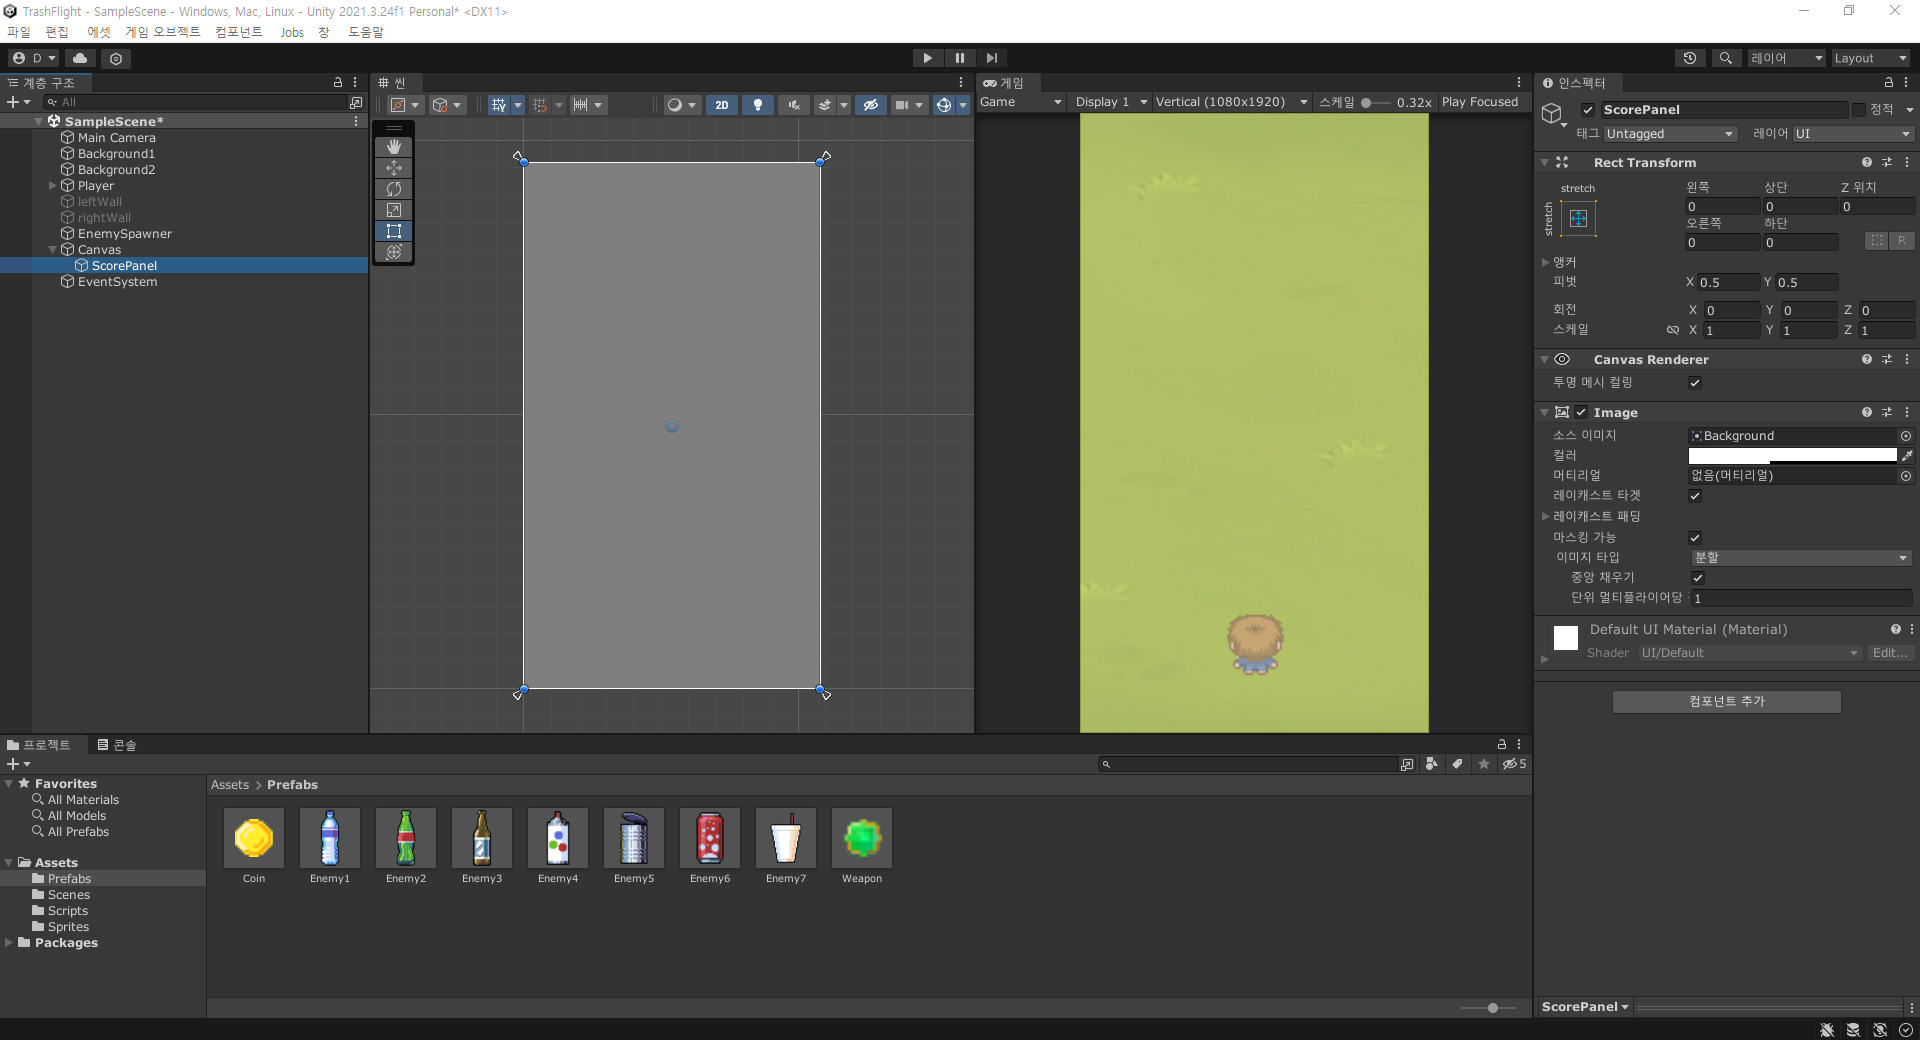 TrashFlight - SampleScene - Windows, Mac, Linux - Unity 2021.3.24f1 Personal* <DX11>
파일 편집 에셋 게임 오브젝트 컴포넌트 Jobs 창 도움말
D 레이어 Layout
계층 구조
All
SampleScene*
Main Camera
Background1
Background2
Player
leftWall
rightWall
EnemySpawner
Canvas
ScorePanel
EventSystem
씬
2D
게임
Game Display 1 Vertical (1080x1920) 스케일 0.32x Play Focused
인스펙터
ScorePanel 정적
태그 Untagged 레이어 UI
Rect Transform
stretch
stretch
왼쪽 상단 Z 위치
0 0 0
오른쪽 하단
0 0 R
앵커
피벗 X 0.5 Y 0.5
회전 X 0 Y 0 Z 0
스케일 X 1 Y 1 Z 1
Canvas Renderer
투명 메시 컬링
Image
소스 이미지 Background
컬러
머티리얼 없음(머티리얼)
레이캐스트 타겟
레이캐스트 패딩
마스킹 가능
이미지 타입 분할
중앙 채우기
단위 멀티플라이어당 1
Default UI Material (Material)
Shader UI/Default Edit...
컴포넌트 추가
ScorePanel
프로젝트 콘솔
5
Favorites
All Materials
All Models
All Prefabs
Assets
Prefabs
Scenes
Scripts
Sprites
Packages
Assets > Prefabs
Coin Enemy1 Enemy2 Enemy3 Enemy4 Enemy5 Enemy6 Enemy7 Weapon